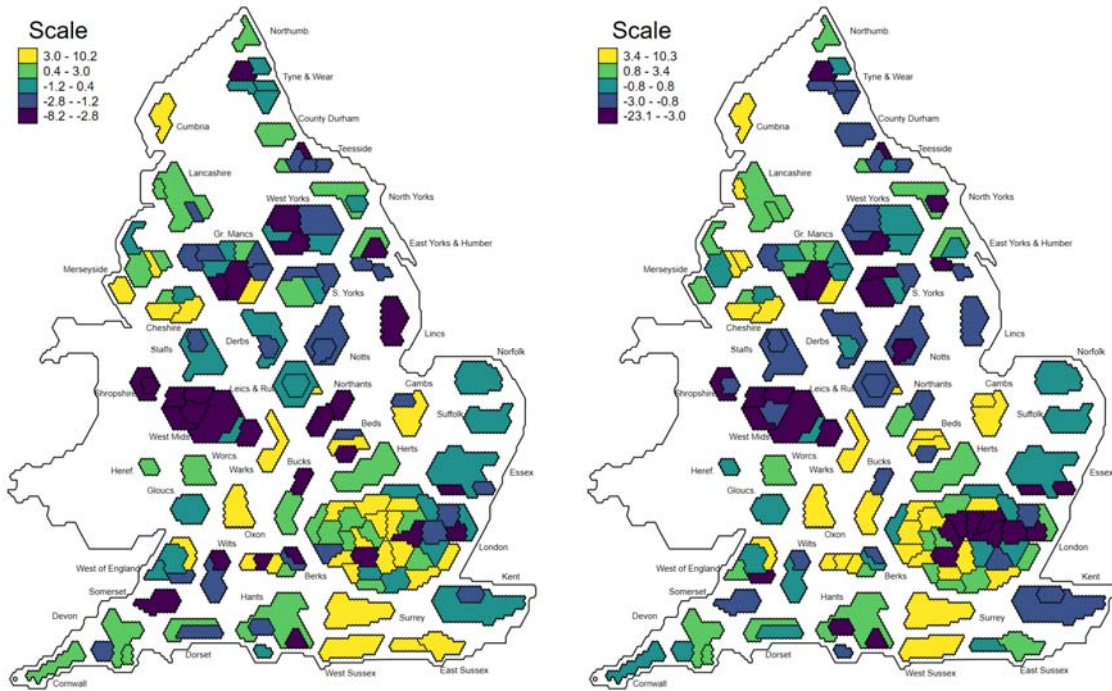 Scale
3.0 - 10.2
0.4 - 3.0
-1.2 - 0.4
-2.8 - -1.2
-8.2 - -2.8
Northumb.
Tyne & Wear
Cumbria
County Durham
Teesside
Lancashire
West Yorks
North Yorks
Gr. Mancs
East Yorks & Humber
Merseyside
S. Yorks
Cheshire
Lincs
Staffs
Derbs
Notts
Norfolk
Shropshire
Leics & Rut
Northants
Cambs
Suffolk
West Mids
Beds
Worcs.
Herts
Heref.
Warks
Bucks
Essex
Gloucs.
Oxon
London
Wilts
West of England
Berks
Kent
Somerset
Hants
Devon
Surrey
Dorset
East Sussex
West Sussex
Cornwall
Scale
3.4 - 10.3
0.8 - 3.4
-0.8 - 0.8
-3.0 - -0.8
-23.1 - -3.0
Northumb.
Tyne & Wear
Cumbria
County Durham
Teesside
Lancashire
West Yorks
North Yorks
Gr. Mancs
East Yorks & Humber
Merseyside
S. Yorks
Cheshire
Lincs
Staffs
Derbs
Notts
Norfolk
Shropshire
Leics & Rut
Northants
Cambs
Suffolk
West Mids
Beds
Worcs.
Herts
Heref.
Warks
Bucks
Essex
Gloucs.
Oxon
London
Wilts
West of England
Berks
Kent
Somerset
Hants
Devon
Surrey
Dorset
East Sussex
West Sussex
Cornwall